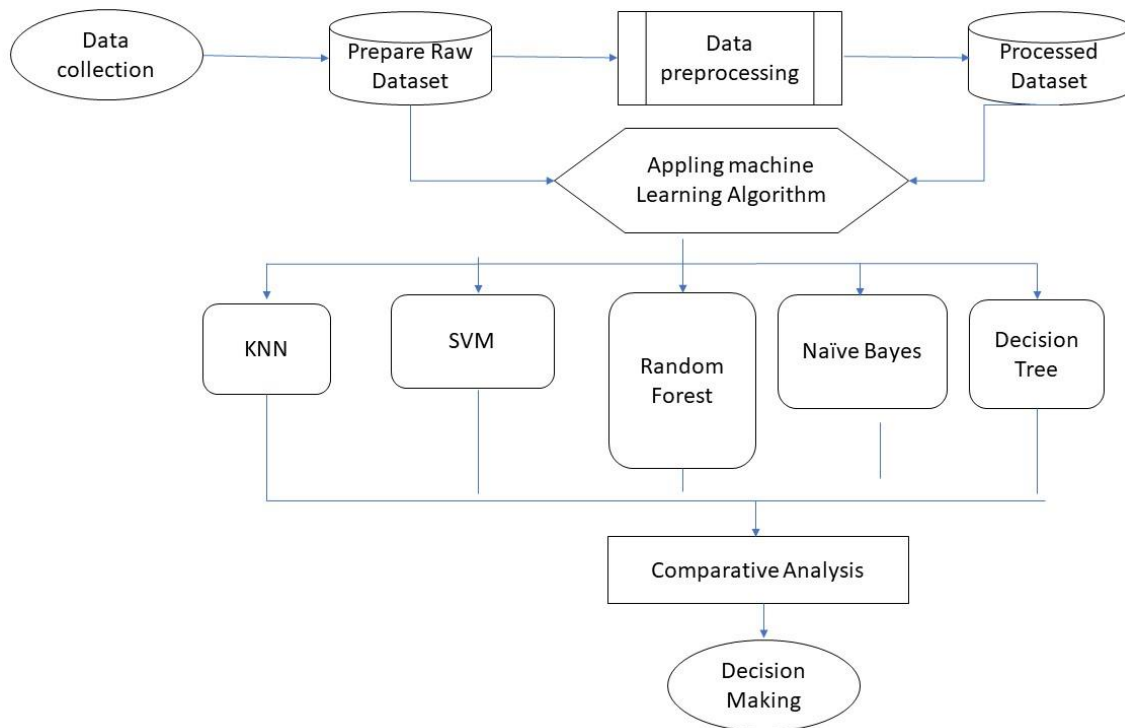 Data
collection
Prepare Raw
Dataset
Data
preprocessing
Processed
Dataset
Appling machine
Learning Algorithm
KNN
SVM
Random
Forest
Naïve Bayes
Decision
Tree
Comparative Analysis
Decision
Making